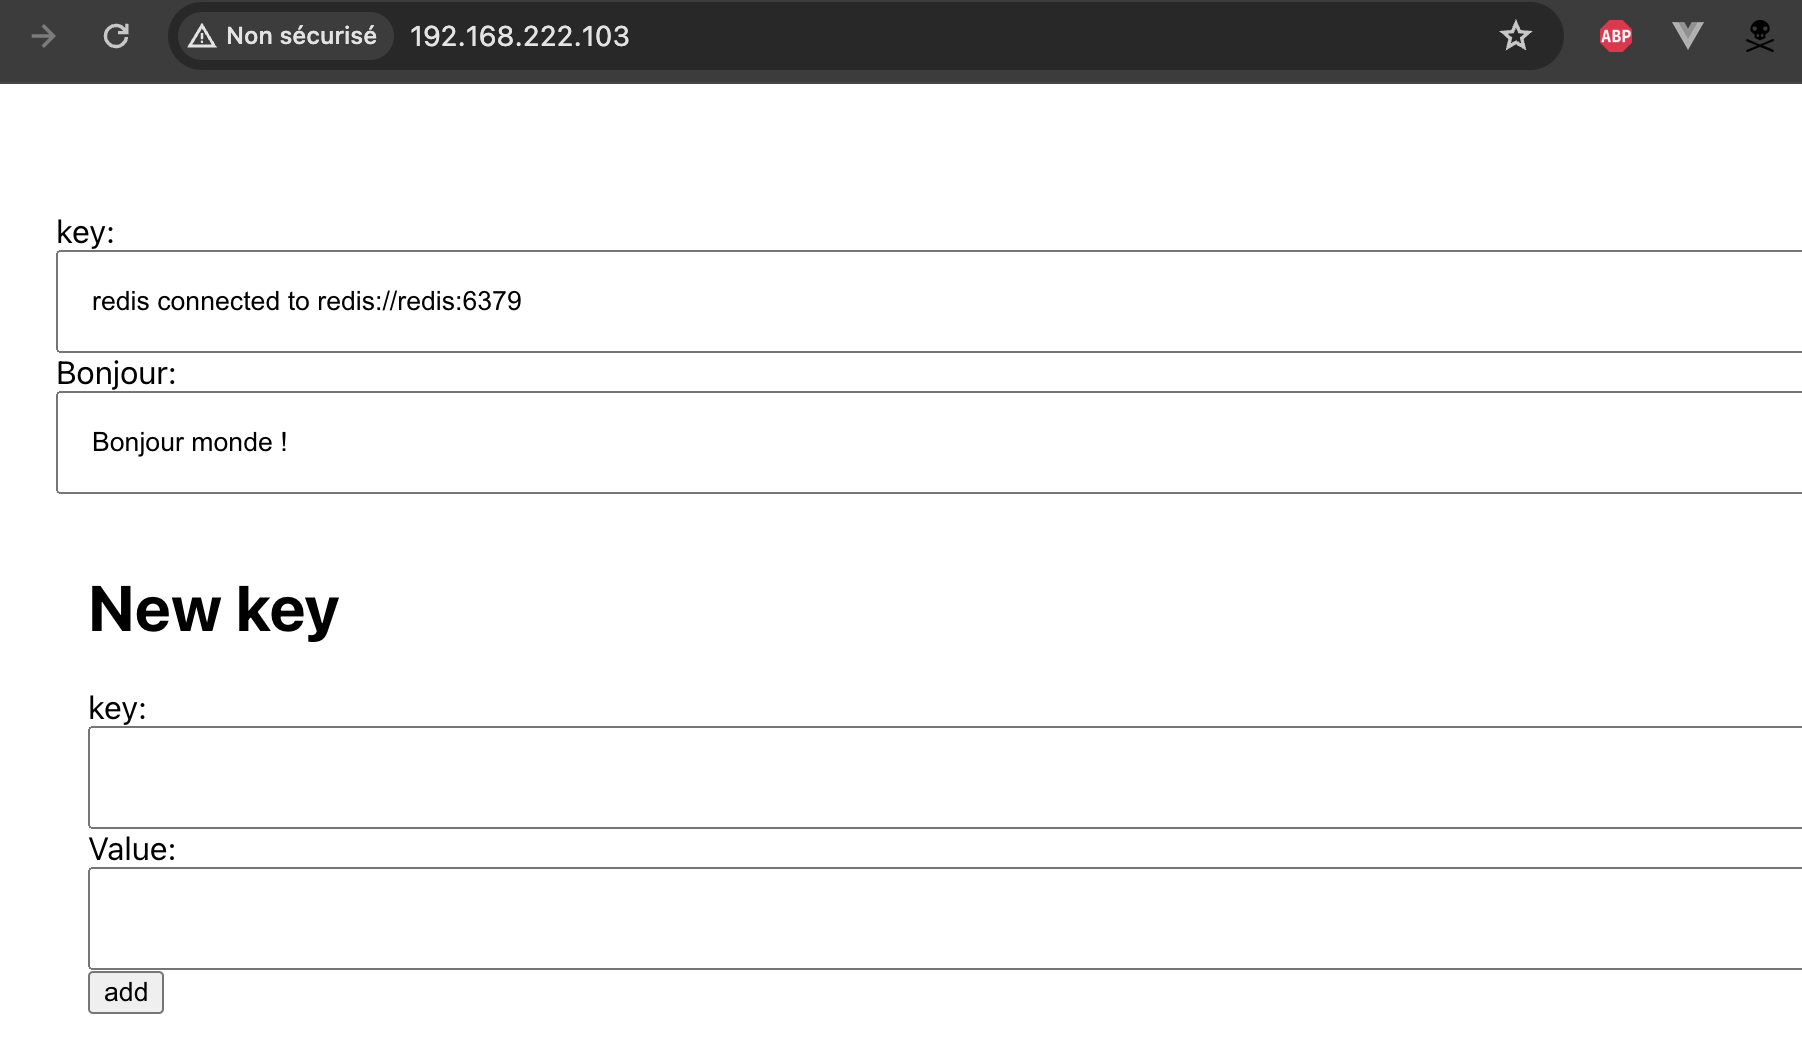 Non sécurisé 192.168.222.103 ABP
key:
redis connected to redis://redis:6379
Bonjour:
Bonjour monde !
New key
key:
Value:
add